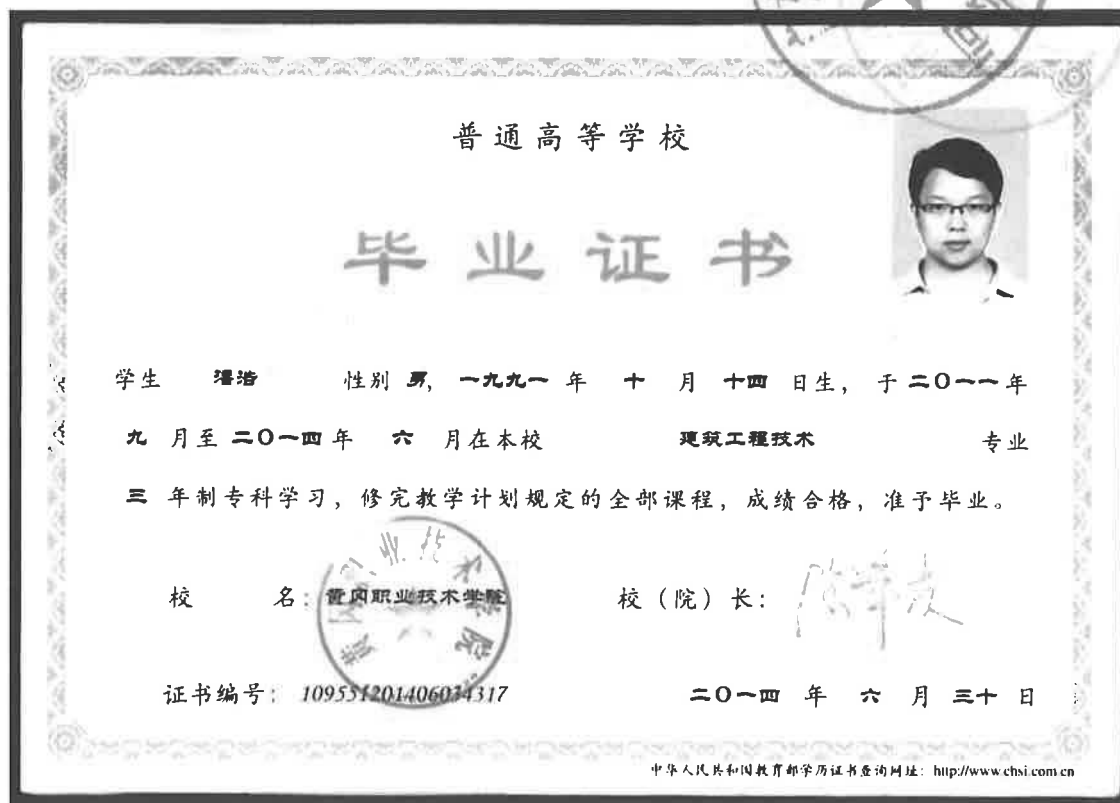 普通高等学校
毕业证书
学生 浩 性别 男, 一九九一 年 十 月 十四 日生, 于 二〇一一 年
九 月至 二〇一四 年 六 月在本校 建筑工程技术 专业
三 年制专科学习, 修完教学计划规定的全部课程, 成绩合格, 准予毕业。
校 名: 黄冈职业技术学院
校(院)长:
证书编号: 109551201406034317
二〇一四 年 六 月 三十 日
中华人民共和国教育部学历证书查询网址: http://www.chsi.com.cn